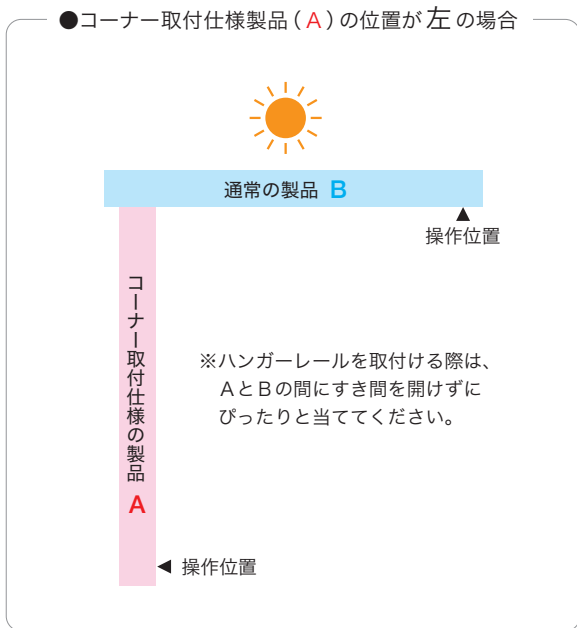 ●コーナー取付仕様製品(A)の位置が左の場合
通常の製品 B
▲
操作位置
コーナー取付仕様の製品 A
※ハンガーレールを取付ける際は、
AとBの間にすき間を開けずに
ぴったりと当ててください。
◀ 操作位置